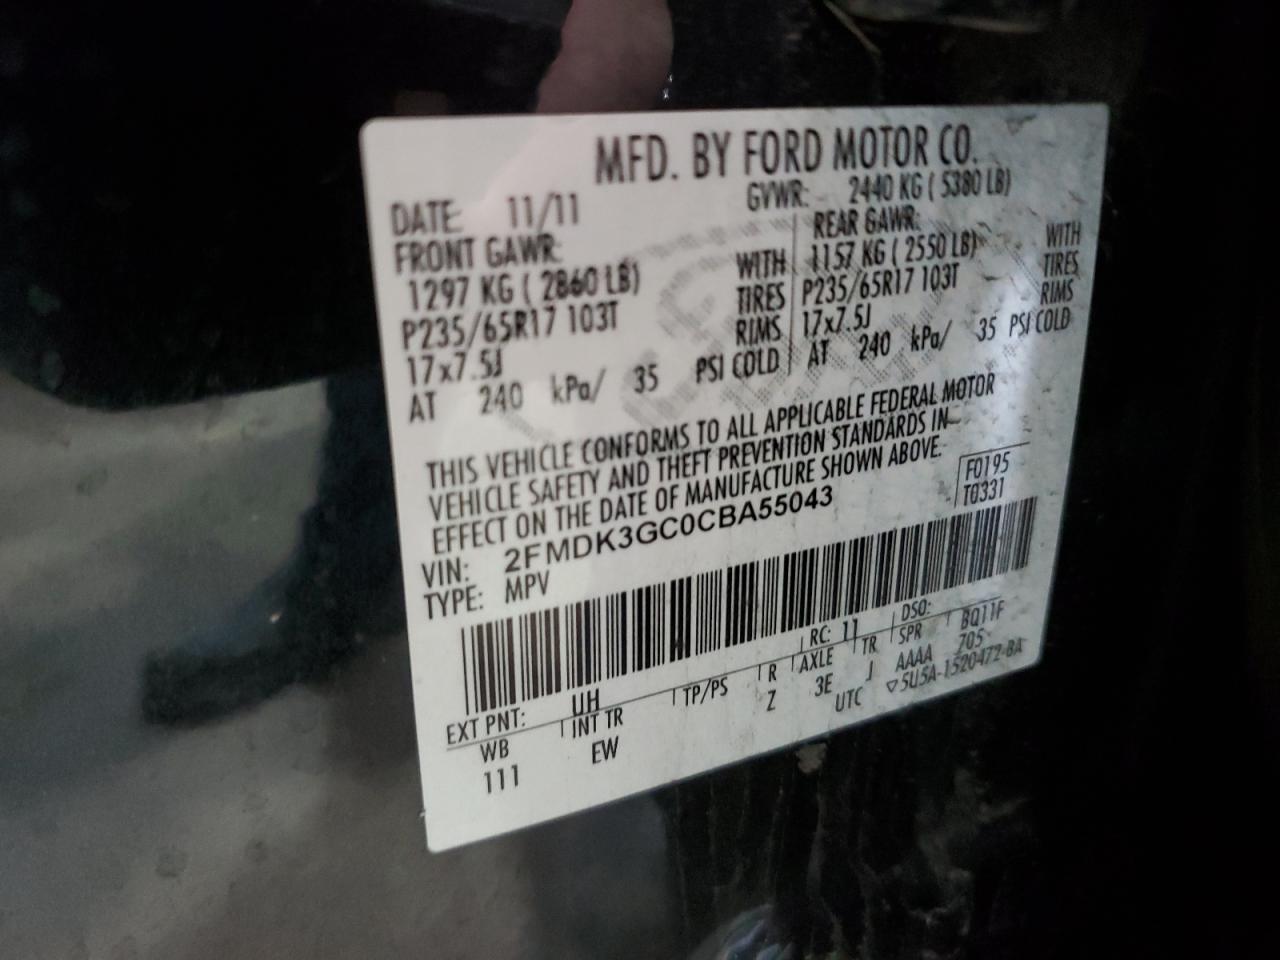 MFD. BY FORD MOTOR CO.
DATE: 11/11 GVWR: 2440 KG ( 5380 LB)
FRONT GAWR: REAR GAWR:
1297 KG ( 2860 LB) WITH 1157 KG ( 2550 LB) WITH
P235/65R17 103T TIRES P235/65R17 103T TIRES
17x7.5J RIMS 17x7.5J RIMS
AT 240 kPa/ 35 PSI COLD AT 240 kPa/ 35 PSI COLD
THIS VEHICLE CONFORMS TO ALL APPLICABLE FEDERAL MOTOR
VEHICLE SAFETY AND THEFT PREVENTION STANDARDS IN
EFFECT ON THE DATE OF MANUFACTURE SHOWN ABOVE.
F0195
T0331
VIN: 2FMDK3GC0CBA55043
TYPE: MPV
EXT PNT: UH RC: 11 DSO:
WB INT TR TP/PS R AXLE TR SPR BQ11F
111 EW Z 3E J AAAA 705
UTC ▽5U5A-1520472-BA